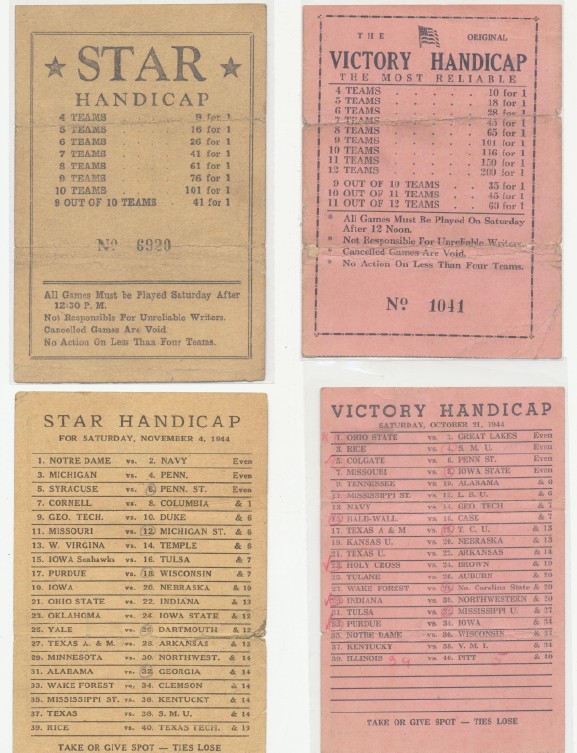 STAR
HANDICAP
4 TEAMS 9 for 1
5 TEAMS 16 for 1
6 TEAMS 26 for 1
7 TEAMS 41 for 1
8 TEAMS 61 for 1
9 TEAMS 76 for 1
10 TEAMS 101 for 1
9 OUT OF 10 TEAMS 41 for 1
No 6920
All Games Must be Played Saturday After
12:30 P. M.
Not Responsible For Unreliable Writers.
Cancelled Games Are Void.
No Action On Less Than Four Teams.
THE ORIGINAL
VICTORY HANDICAP
THE MOST RELIABLE
4 TEAMS . . . . . 10 for 1
5 TEAMS . . . . . 18 for 1
6 TEAMS . . . . . 28 for 1
7 TEAMS . . . . . 45 for 1
8 TEAMS . . . . . 65 for 1
9 TEAMS . . . . . 101 for 1
10 TEAMS . . . . . 116 for 1
11 TEAMS . . . . . 150 for 1
12 TEAMS . . . . . 200 for 1
9 OUT OF 10 TEAMS . . 35 for 1
10 OUT OF 11 TEAMS . . 45 for 1
11 OUT OF 12 TEAMS . . 60 for 1
* All Games Must Be Played On Saturday
After 12 Noon.
* Not Responsible For Unreliable Writers.
* Cancelled Games Are Void.
* No Action On Less Than Four Teams.
No 1041
STAR HANDICAP
FOR SATURDAY, NOVEMBER 4, 1944
1. NOTRE DAME vs. 2. NAVY Even
3. MICHIGAN vs. 4. PENN. Even
5. SYRACUSE vs. 6. PENN. ST. Even
7. CORNELL vs. 8. COLUMBIA & 1
9. GEO. TECH. vs. 10. DUKE & 6
11. MISSOURI vs. 12. MICHIGAN ST. & 6
13. W. VIRGINA vs. 14. TEMPLE & 6
15. IOWA Seahawks vs. 16. TULSA & 7
17. PURDUE vs. 18. WISCONSIN & 7
19. IOWA vs. 20. NEBRASKA & 10
21. OHIO STATE vs. 22. INDIANA & 13
23. OKLAHOMA vs. 24. IOWA STATE & 12
25. YALE vs. 26. DARTMOUTH & 12
27. TEXAS A. & M. vs. 28. ARKANSAS & 13
29. MINNESOTA vs. 30. NORTHWEST. & 14
31. ALABAMA vs. 32. GEORGIA & 14
33. WAKE FOREST vs. 34. CLEMSON & 14
35. MISSISSIPPI ST. vs. 36. KENTUCKY & 14
37. TEXAS vs. 38. S. M. U. & 14
39. RICE vs. 40. TEXAS TECH. & 19
TAKE OR GIVE SPOT — TIES LOSE
VICTORY HANDICAP
SATURDAY, OCTOBER 21, 1944
1. OHIO STATE vs. 2. GREAT LAKES Even
3. RICE vs. 4. S. M. U. Even
5. COLGATE vs. 6. PENN ST. Even
7. MISSOURI vs. 8. IOWA STATE Even
9. TENNESSEE vs. 10. ALABAMA & 6
11. MISSISSIPPI ST. vs. 12. L. S. U. & 6
13. NAVY vs. 14. GEO. TECH & 7
15. BALD-WALL. vs. 16. CASE & 7
17. TEXAS A & M vs. 18. T. C. U. & 13
19. KANSAS U. vs. 20. NEBRASKA & 13
21. TEXAS U. vs. 22. ARKANSAS & 14
23. HOLY CROSS vs. 24. BROWN & 19
25. TULANE vs. 26. AUBURN & 20
27. WAKE FOREST vs. 28. No. Carolina State & 20
29. INDIANA vs. 30. NORTHWESTERN & 20
31. TULSA vs. 32. MISSISSIPPI U. & 27
33. PURDUE vs. 34. IOWA & 34
35. NOTRE DAME vs. 36. WISCONSIN & 27
37. KENTUCKY vs. 38. V. M. I. & 34
39. ILLINOIS vs. 40. PITT & 40
TAKE OR GIVE SPOT — TIES LOSE